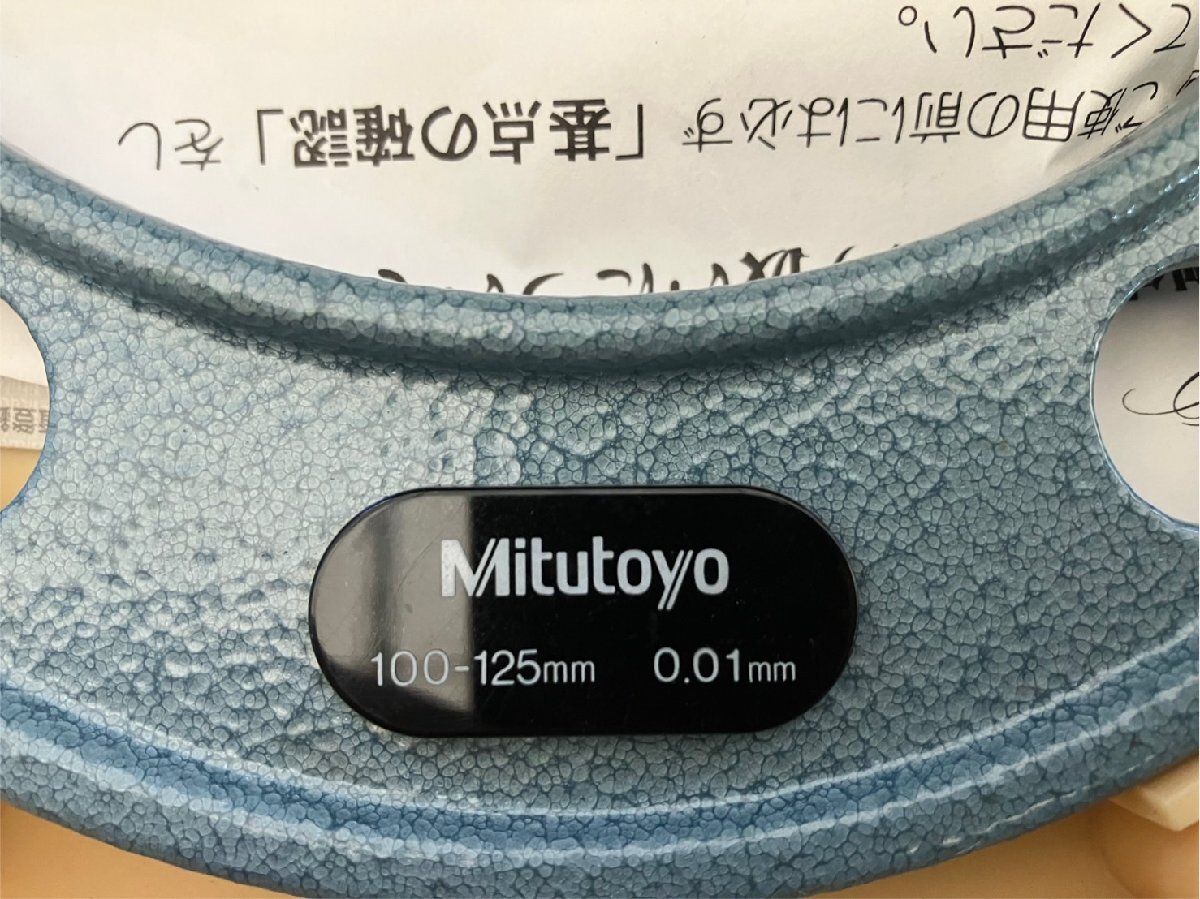 Mitutoyo
100-125mm 0.01mm
ご使用の前には必ず「基点の確認」をし
てください。